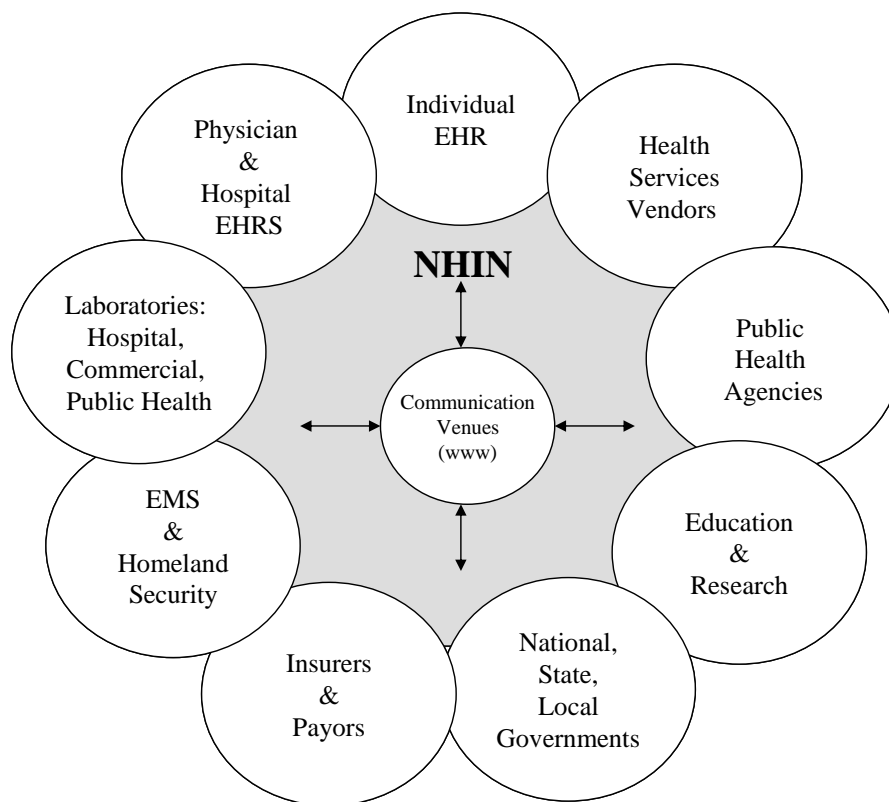 Individual
EHR
Health
Services
Vendors
Public
Health
Agencies
Education
&
Research
National,
State,
Local
Governments
Insurers
&
Payors
EMS
&
Homeland
Security
Laboratories:
Hospital,
Commercial,
Public Health
Physician
&
Hospital
EHRS
NHIN
Communication
Venues
(www)